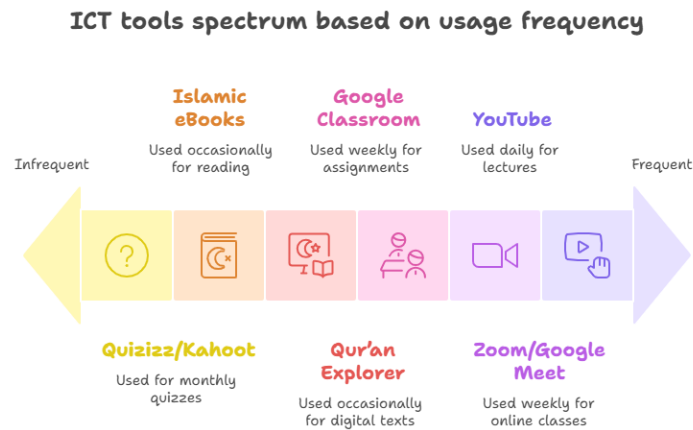 ICT tools spectrum based on usage frequency
Islamic
eBooks
Used occasionally
for reading
Google
Classroom
Used weekly for
assignments
YouTube
Used daily for
lectures
Infrequent
Frequent
?
Quizizz/Kahoot
Used for monthly
quizzes
Qur'an
Explorer
Used occasionally
for digital texts
Zoom/Google
Meet
Used weekly for
online classes